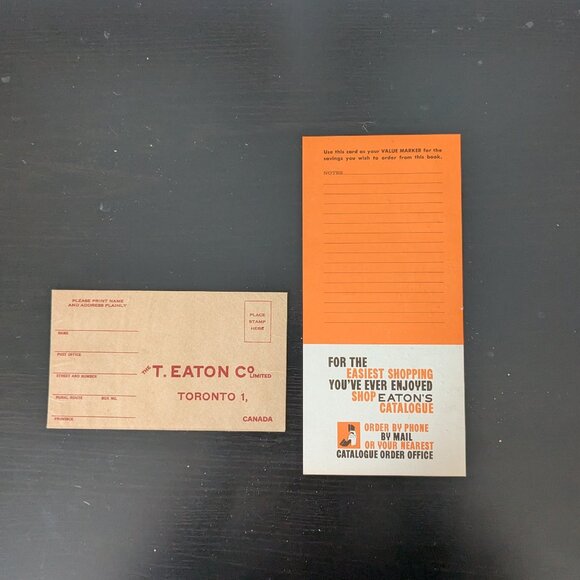 PLEASE PRINT NAME
AND ADDRESS PLAINLY
PLACE
STAMP
HERE
NAME
POST OFFICE
STREET AND NUMBER
RURAL ROUTE BOX NO.
PROVINCE
THE T. EATON CO LIMITED
TORONTO 1,
CANADA
Use this card as your VALUE MARKER for the
savings you wish to order from this book.
NOTES
FOR THE
EASIEST SHOPPING
YOU'VE EVER ENJOYED
SHOP EATON'S
CATALOGUE
ORDER BY PHONE
BY MAIL
OR YOUR NEAREST
CATALOGUE ORDER OFFICE